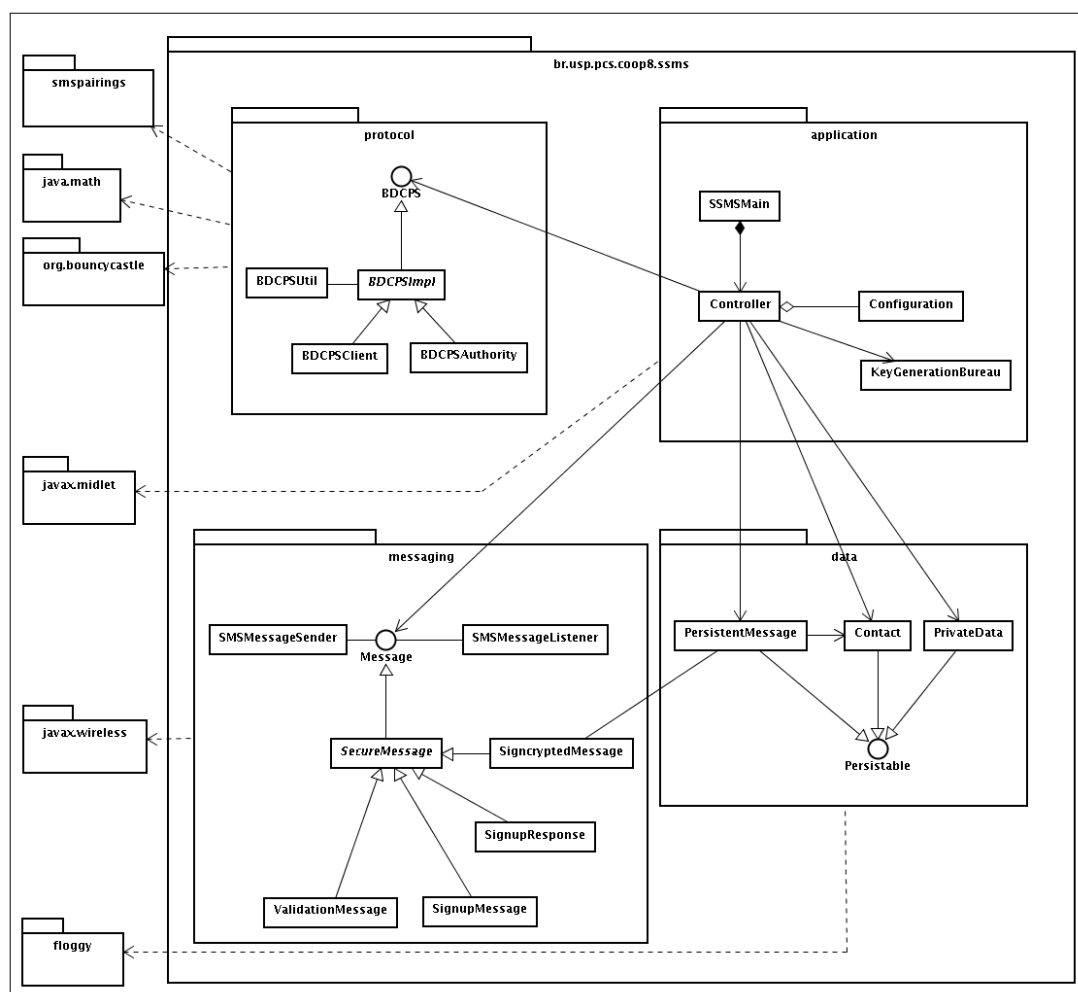 br.usp.pcs.coop8.ssms
smspairings
protocol
application
java.math
BDCPS
SSMSMain
org.bouncycastle
BDCPSUtil
BDCPSImpl
Controller
Configuration
BDCPSClient
BDCPSAuthority
KeyGenerationBureau
javax.midlet
messaging
data
SMSMessageSender
SMSMessageListener
PersistentMessage
Contact
PrivateData
Message
javax.wireless
SecureMessage
SigncryptedMessage
Persistable
SignupResponse
ValidationMessage
SignupMessage
floggy